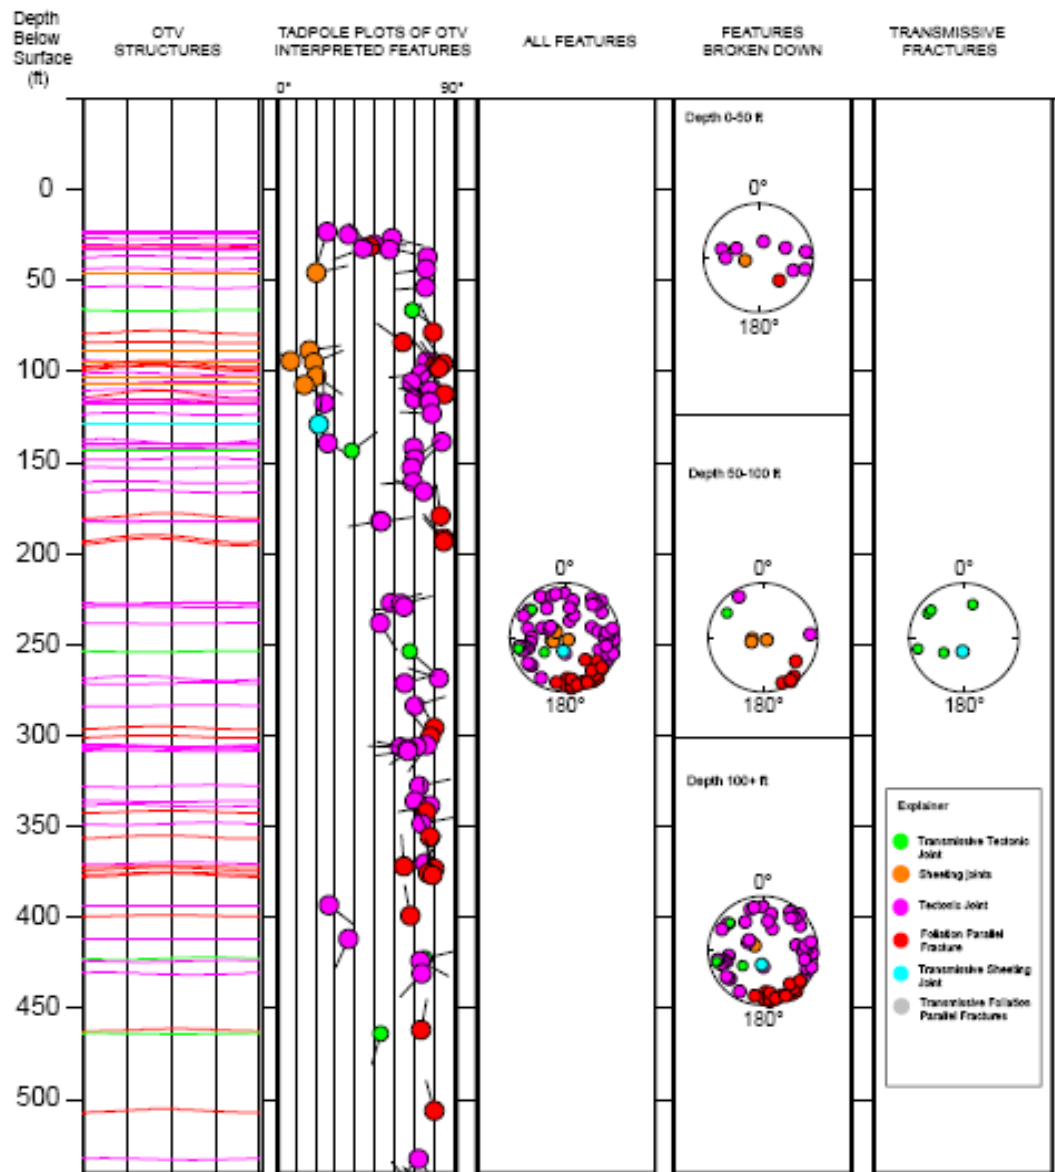 Depth
Below
Surface
(ft)
OTV
STRUCTURES
TADPOLE PLOTS OF OTV
INTERPRETED FEATURES
ALL FEATURES
FEATURES
BROKEN DOWN
TRANSMISSIVE
FRACTURES
0°
90°
0
50
100
150
200
250
300
350
400
450
500
0°
180°
Depth 0-50 ft
0°
180°
Depth 50-100 ft
0°
180°
Depth 100+ ft
0°
180°
0°
180°
Explainer
Transmissive Tectonic
Joint
Sheeting Joints
Tectonic Joint
Foliation Parallel
Fracture
Transmissive Sheeting
Joint
Transmissive Foliation
Parallel Fractures